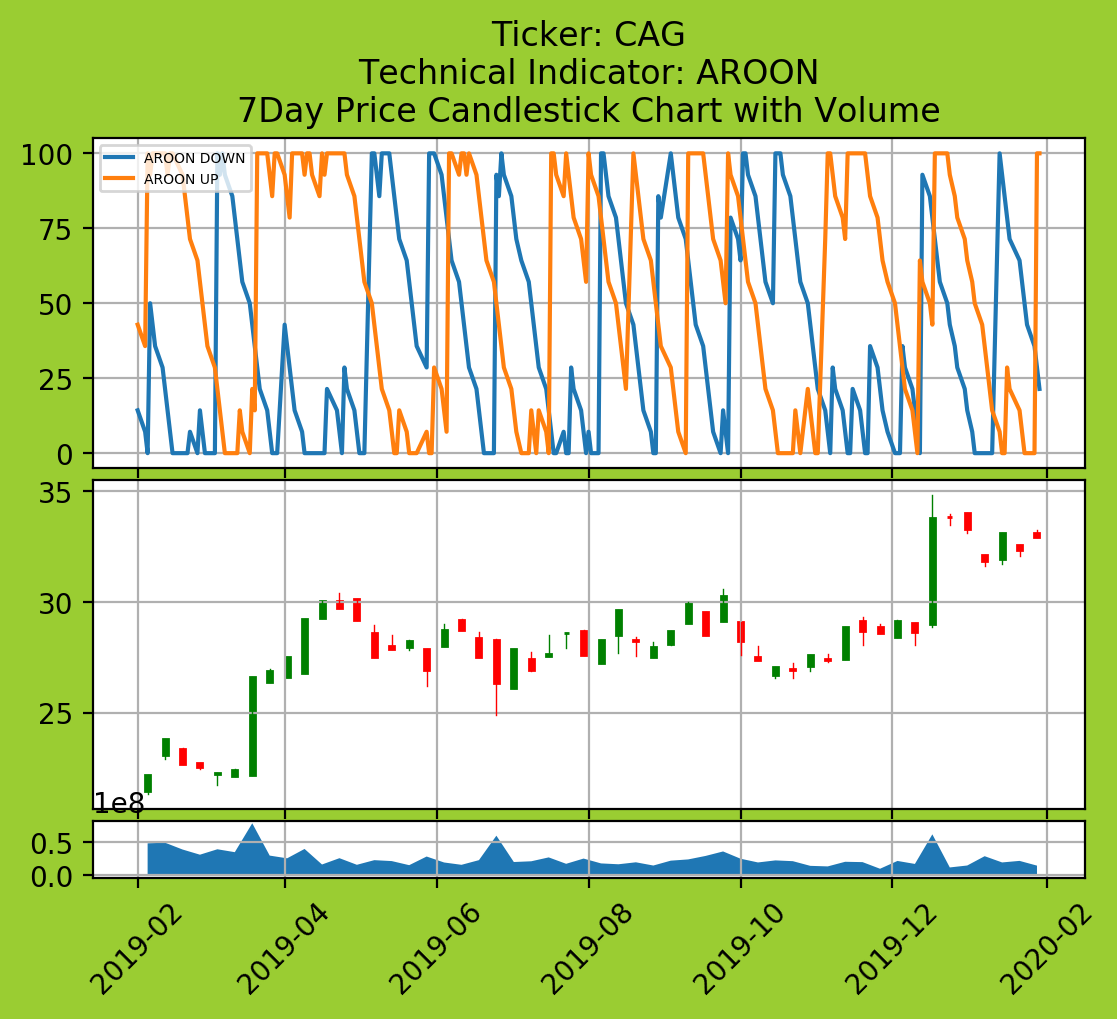 Ticker: CAG
Technical Indicator: AROON
7Day Price Candlestick Chart with Volume
100
75
50
25
0
AROON DOWN
AROON UP
35
30
25
1e8
0.5
0.0
2019-02
2019-04
2019-06
2019-08
2019-10
2019-12
2020-02